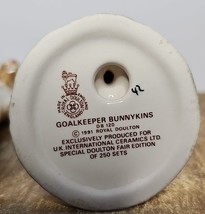 GOALKEEPER BUNNYKINS
DB 120
© 1991 ROYAL DOULTON
EXCLUSIVELY PRODUCED FOR
U.K. INTERNATIONAL CERAMICS LTD
SPECIAL DOULTON FAIR EDITION
OF 250 SETS